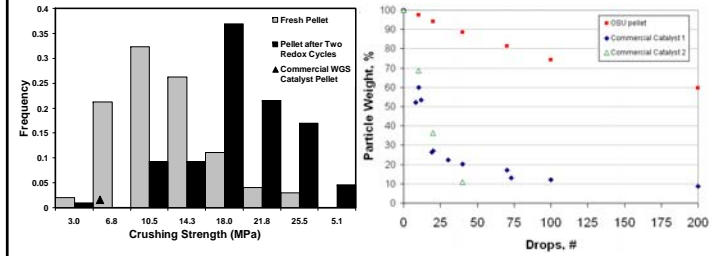 0.4
0.35
0.3
0.25
0.2
0.15
0.1
0.05
0
Frequency
Fresh Pellet
Pellet after Two
Redox Cycles
Commercial WGS
Catalyst Pellet
3.0 6.8 10.5 14.3 18.0 21.8 25.5 5.1
Crushing Strength (MPa)
100
90
80
70
60
50
40
30
20
10
0
Particle Weight, %
OSU pellet
Commercial Catalyst 1
Commercial Catalyst 2
0 25 50 75 100 125 150 175 200
Drops, #